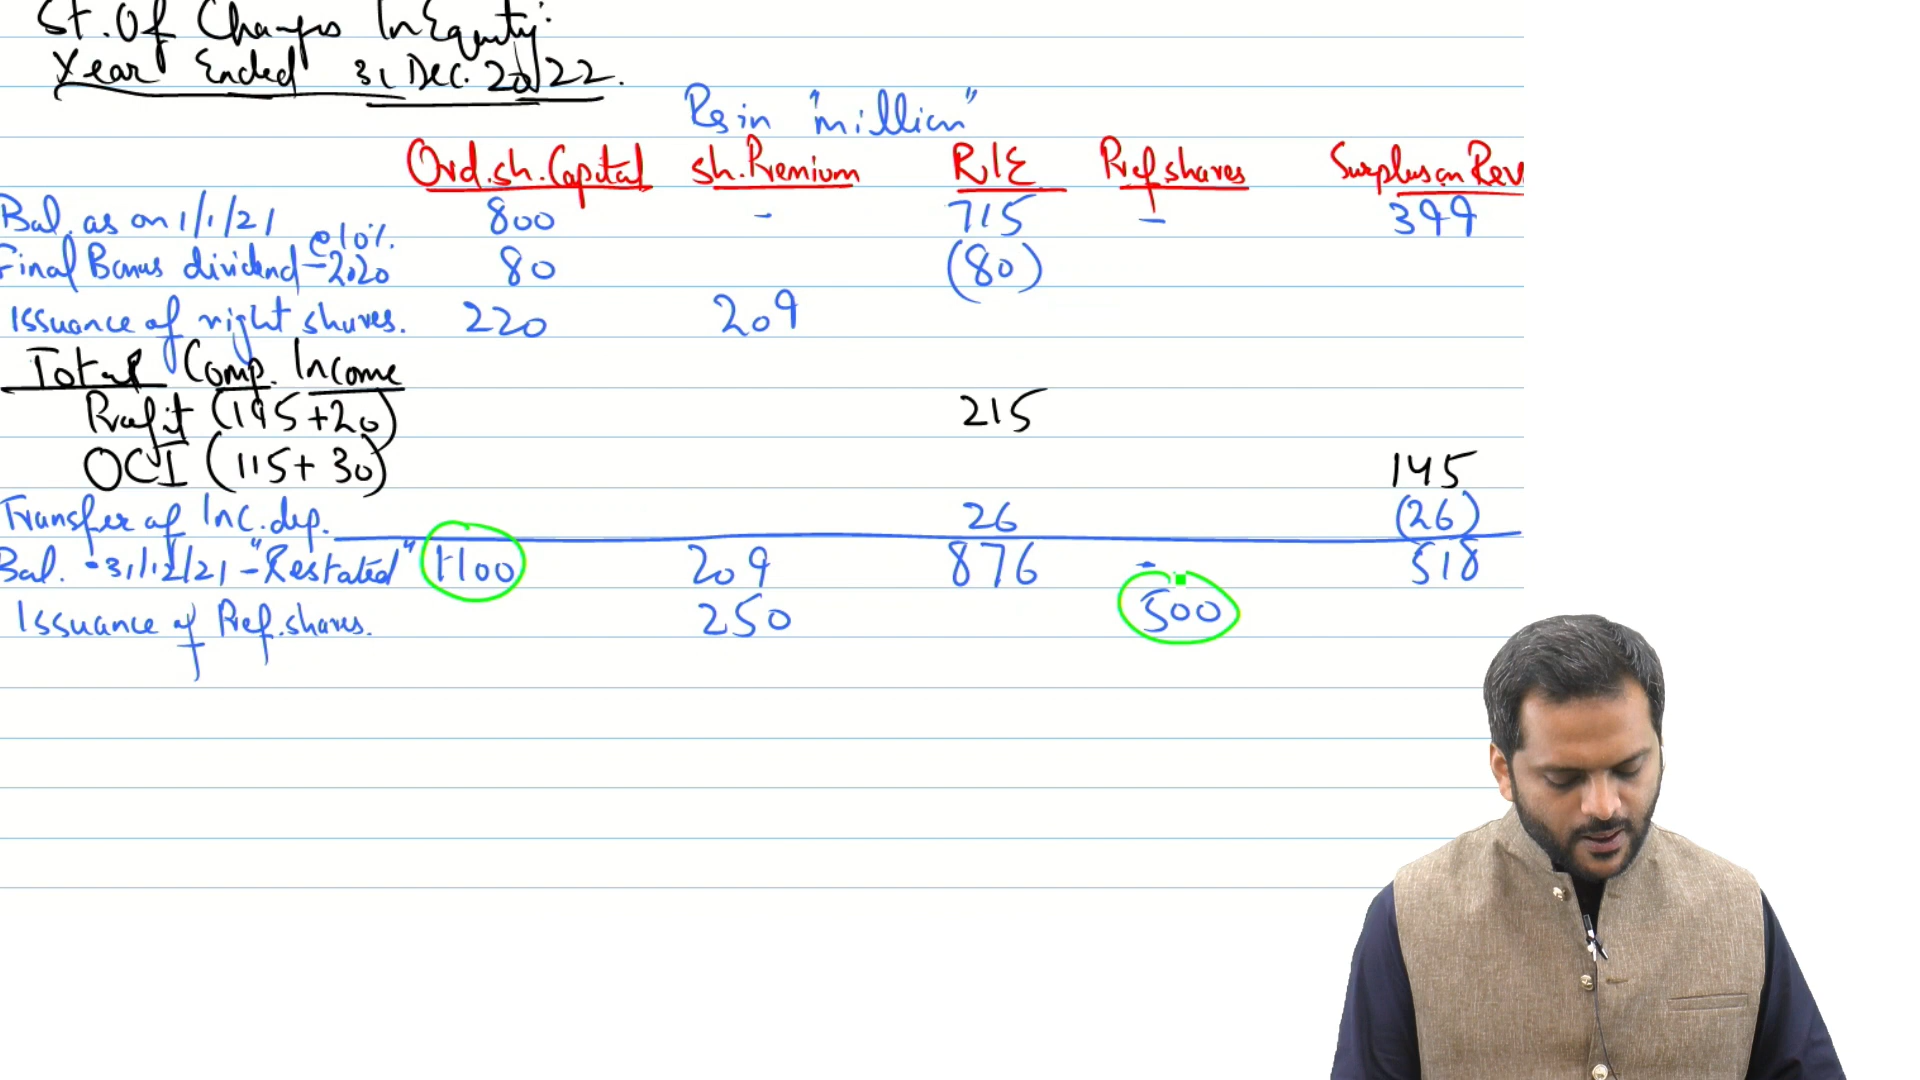 St. Of Changes In Equity:
Year Ended 31 Dec. 2022.
Rs in "million"
Ord. sh. Capital sh. Premium R/E Pref shares Surplus on Rev
Bal. as on 1/1/21 800 - 715 - 399
Final Bonus dividend - 2020 @10%. 80 (80)
Issuance of right shares. 220 209
Total Comp. Income
Profit (195+20) 215
OCI (115+30) 145
Transfer of Inc. dep. 26 (26)
Bal. - 31/12/21 - "Restated" 1100 209 876 - 518
Issuance of Pref. shares. 250 500